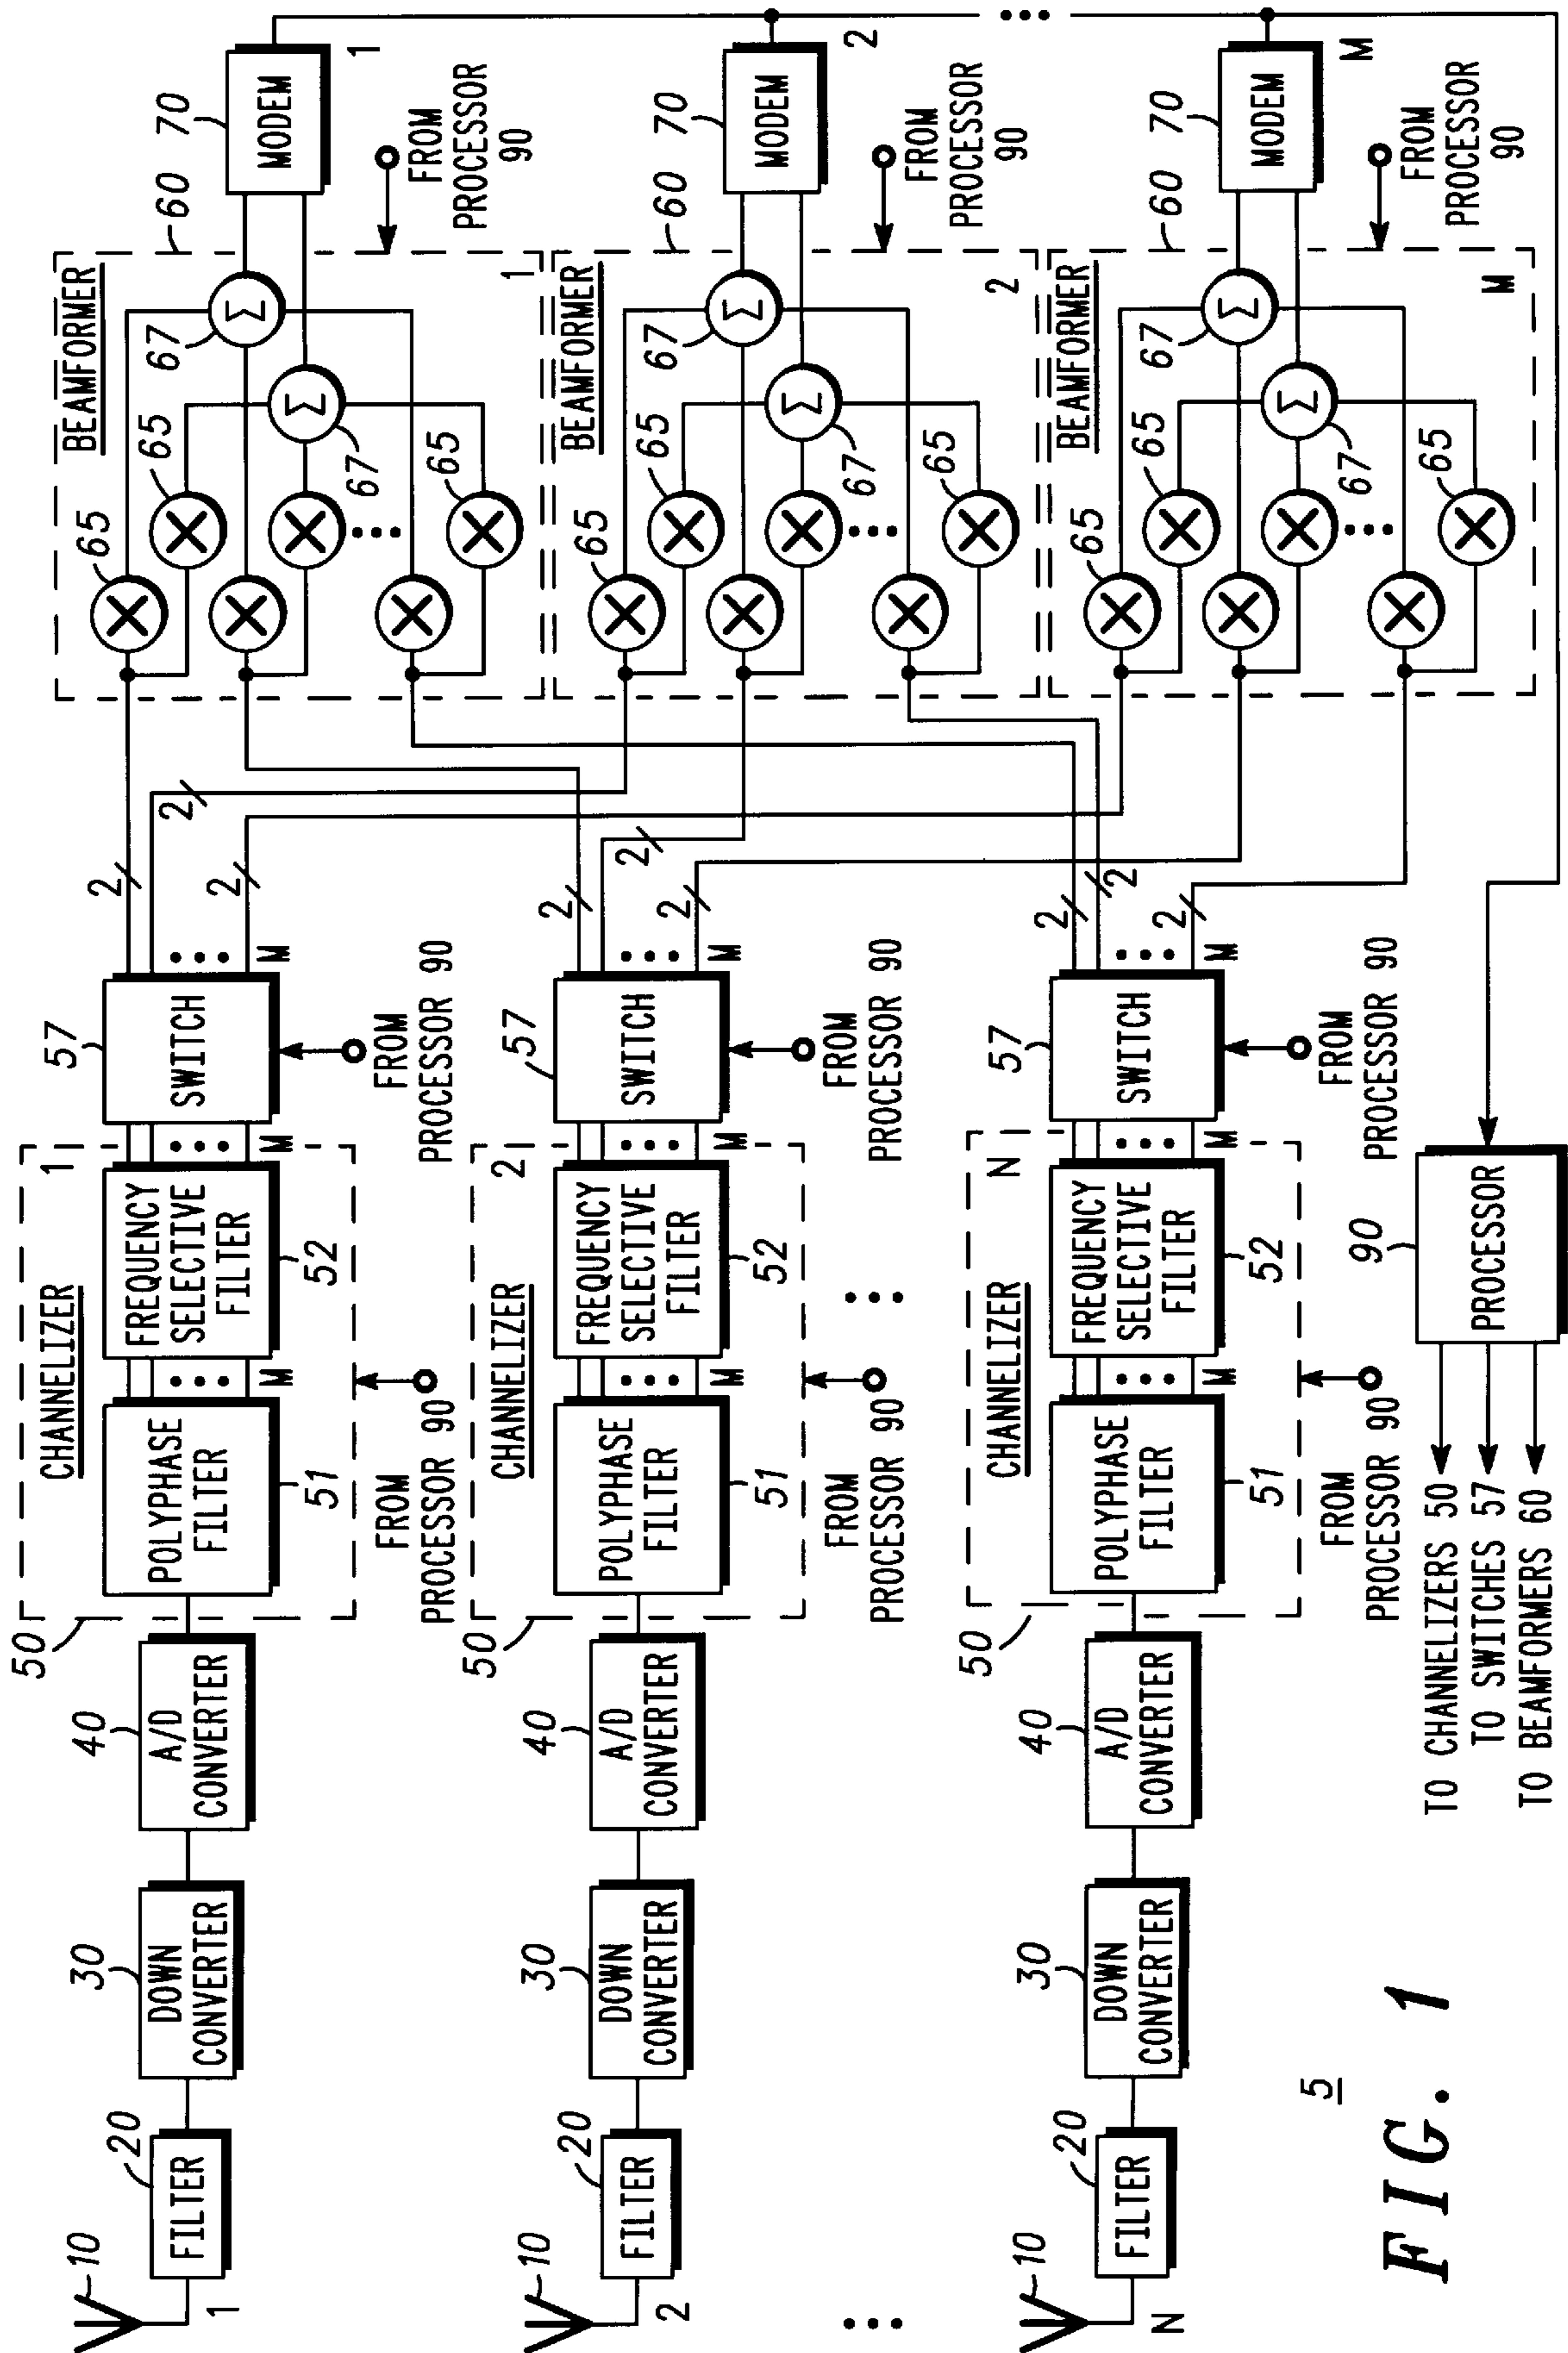 10
1
20
FILTER
30
DOWN
CONVERTER
40
A/D
CONVERTER
50
CHANNELIZER
1
POLYPHASE
FILTER
51
M
FREQUENCY
SELECTIVE
FILTER
52
M
FROM
PROCESSOR 90
57
SWITCH
M
FROM
PROCESSOR 90
2
2
2
BEAMFORMER
60
65
65
65
67
67
1
FROM
PROCESSOR
90
70
MODEM
1
10
2
20
FILTER
30
DOWN
CONVERTER
40
A/D
CONVERTER
50
CHANNELIZER
2
POLYPHASE
FILTER
51
M
FREQUENCY
SELECTIVE
FILTER
52
M
FROM
PROCESSOR 90
57
SWITCH
M
FROM
PROCESSOR 90
2
2
2
BEAMFORMER
60
65
65
65
67
67
2
FROM
PROCESSOR
90
70
MODEM
2
10
N
20
FILTER
30
DOWN
CONVERTER
40
A/D
CONVERTER
50
CHANNELIZER
N
POLYPHASE
FILTER
51
M
FREQUENCY
SELECTIVE
FILTER
52
M
FROM
PROCESSOR 90
57
SWITCH
M
FROM
PROCESSOR 90
2
2
2
BEAMFORMER
60
65
65
65
67
67
M
FROM
PROCESSOR
90
70
MODEM
M
TO CHANNELIZERS 50
TO SWITCHES 57
TO BEAMFORMERS 60
90
PROCESSOR
5
FIG. 1
Σ
Σ
Σ
Σ
Σ
Σ